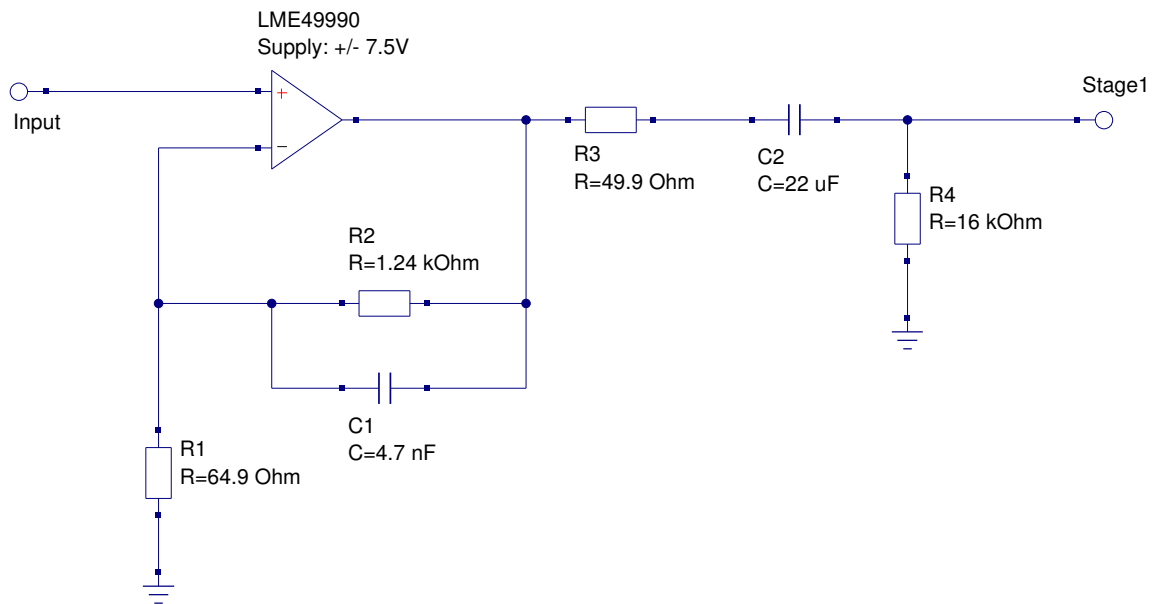 LME49990
Supply: +/- 7.5V
Input
+
−
Stage1
R3
R=49.9 Ohm
C2
C=22 uF
R4
R=16 kOhm
R2
R=1.24 kOhm
C1
C=4.7 nF
R1
R=64.9 Ohm